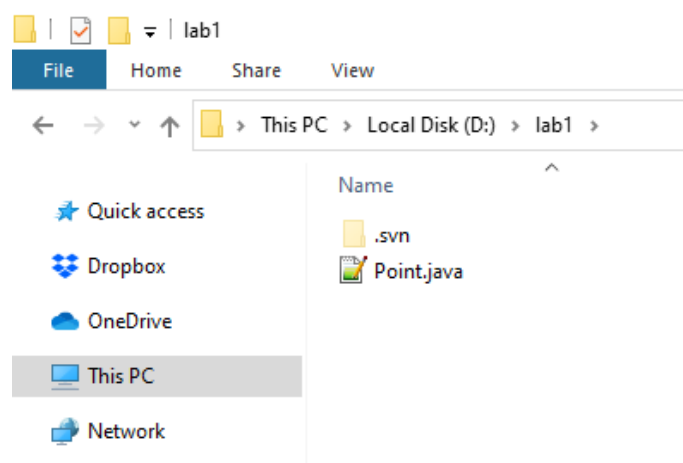 lab1
File Home Share View
This PC > Local Disk (D:) > lab1 >
Name
Quick access
.svn
Dropbox
Point.java
OneDrive
This PC
Network